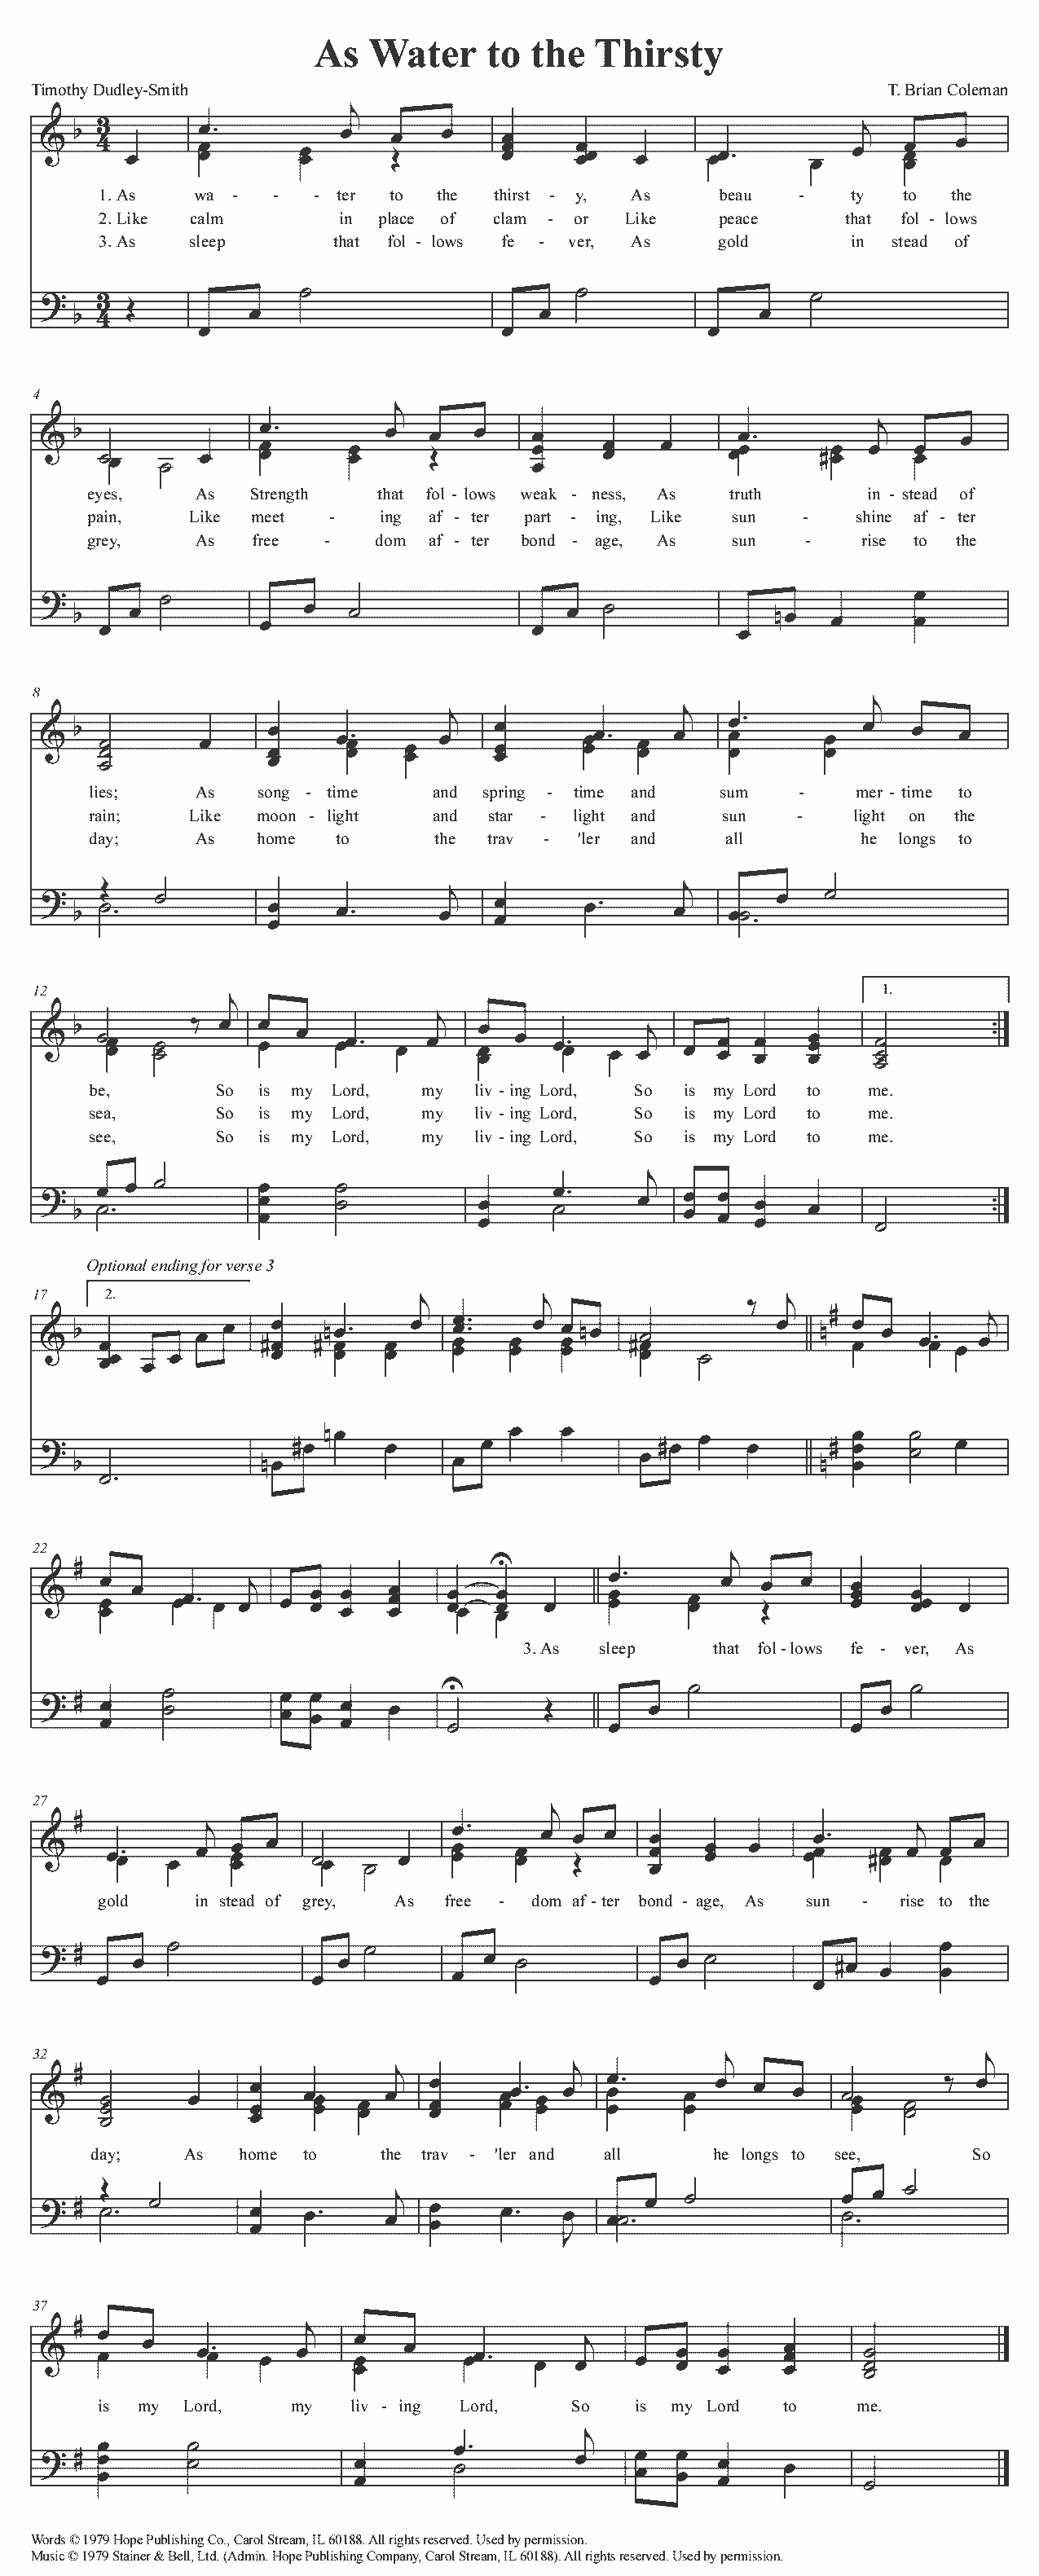 As Water to the Thirsty
Timothy Dudley-Smith
T. Brian Coleman
3
4
1. As wa - - - ter to the thirst - y, As beau - ty to the
2. Like calm in place of clam - or Like peace that fol - lows
3. As sleep that fol - lows fe - ver, As gold in stead of
3
4
4
eyes, As Strength that fol - lows weak - ness, As truth in - stead of
pain, Like meet - ing af - ter part - ing, Like sun - shine af - ter
grey, As free - dom af - ter bond - age, As sun - rise to the
8
lies; As song - time and spring - time and sum - mer - time to
rain; Like moon - light and star - light and sun - light on the
day; As home to the trav - 'ler and all he longs to
12
1.
be, So is my Lord, my liv - ing Lord, So is my Lord to me.
sea, So is my Lord, my liv - ing Lord, So is my Lord to me.
see, So is my Lord, my liv - ing Lord, So is my Lord to me.
Optional ending for verse 3
17
2.
22
3. As sleep that fol - lows fe - ver, As
27
gold in stead of grey, As free - dom af - ter bond - age, As sun - rise to the
32
day; As home to the trav - 'ler and all he longs to see, So
37
is my Lord, my liv - ing Lord, So is my Lord to me.
Words © 1979 Hope Publishing Co., Carol Stream, IL 60188. All rights reserved. Used by permission.
Music © 1979 Stainer & Bell, Ltd. (Admin. Hope Publishing Company, Carol Stream, IL 60188). All rights reserved. Used by permission.